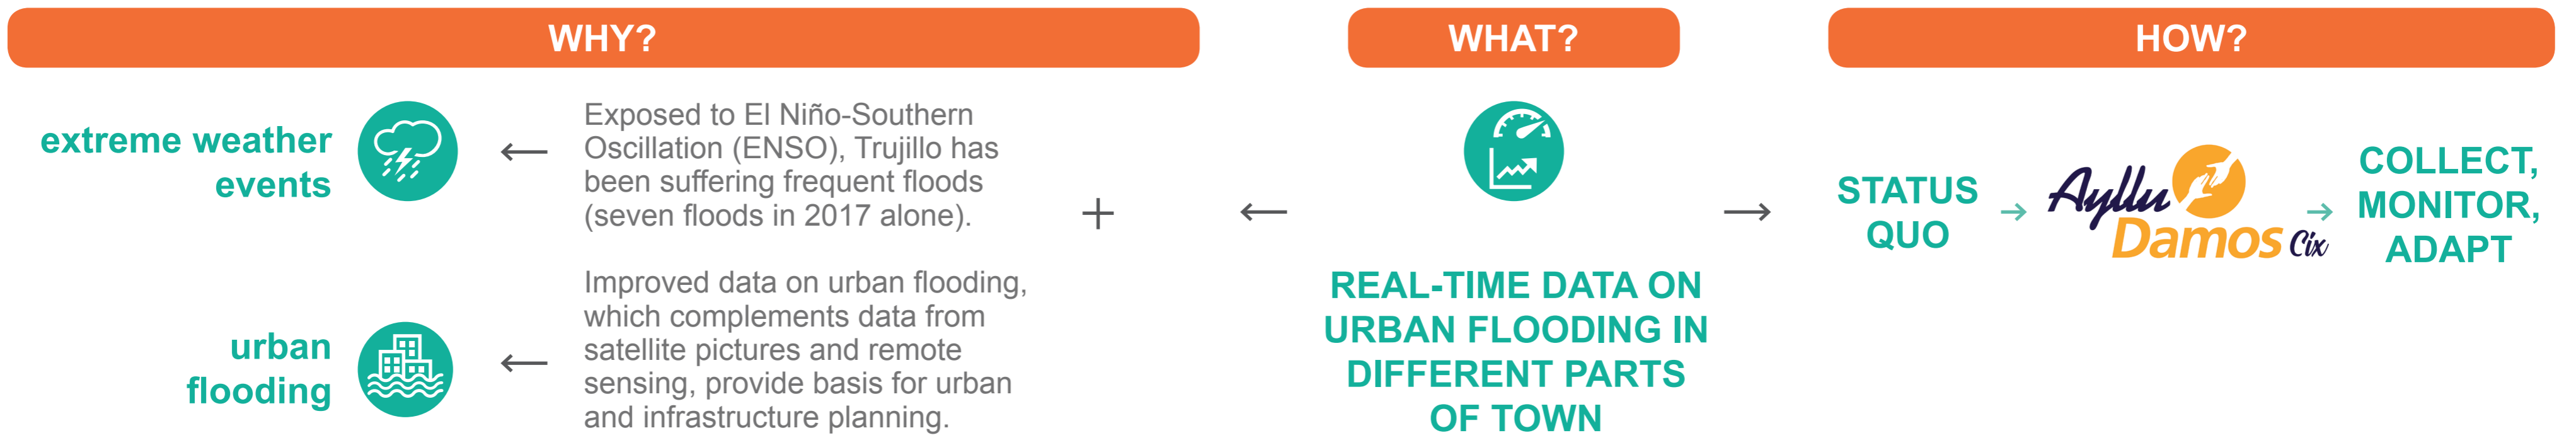 WHY?
extreme weather
events
Exposed to El Niño-Southern
Oscillation (ENSO), Trujillo has
been suffering frequent floods
(seven floods in 2017 alone).
urban
flooding
Improved data on urban flooding,
which complements data from
satellite pictures and remote
sensing, provide basis for urban
and infrastructure planning.
+
WHAT?
REAL-TIME DATA ON
URBAN FLOODING IN
DIFFERENT PARTS
OF TOWN
HOW?
STATUS
QUO
Ayllu
Damos Cix
COLLECT,
MONITOR,
ADAPT